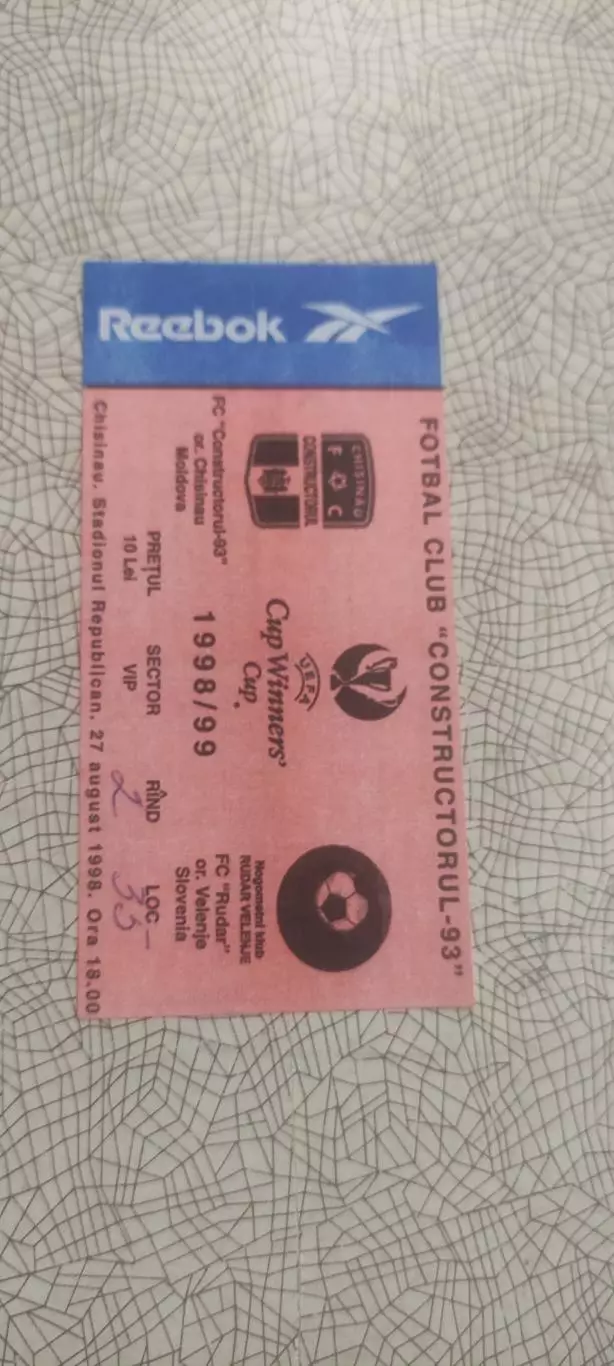 Reebok
FOTBAL CLUB "CONSTRUCTORUL-93"
CHISINAU
F C
CONSTRUCTORUL
FC "Constructorul-93"
or. Chisinau
Moldova
UEFA
Cup Winners'
Cup
1998/99
Nogometni klub
RUDAR VELENJE
FC "Rudar"
or. Velenje
Slovenia
PREŢUL SECTOR RÎND LOC
10 Lei VIP 2 35
Chisinau. Stadionul Republican. 27 august 1998. Ora 18.00